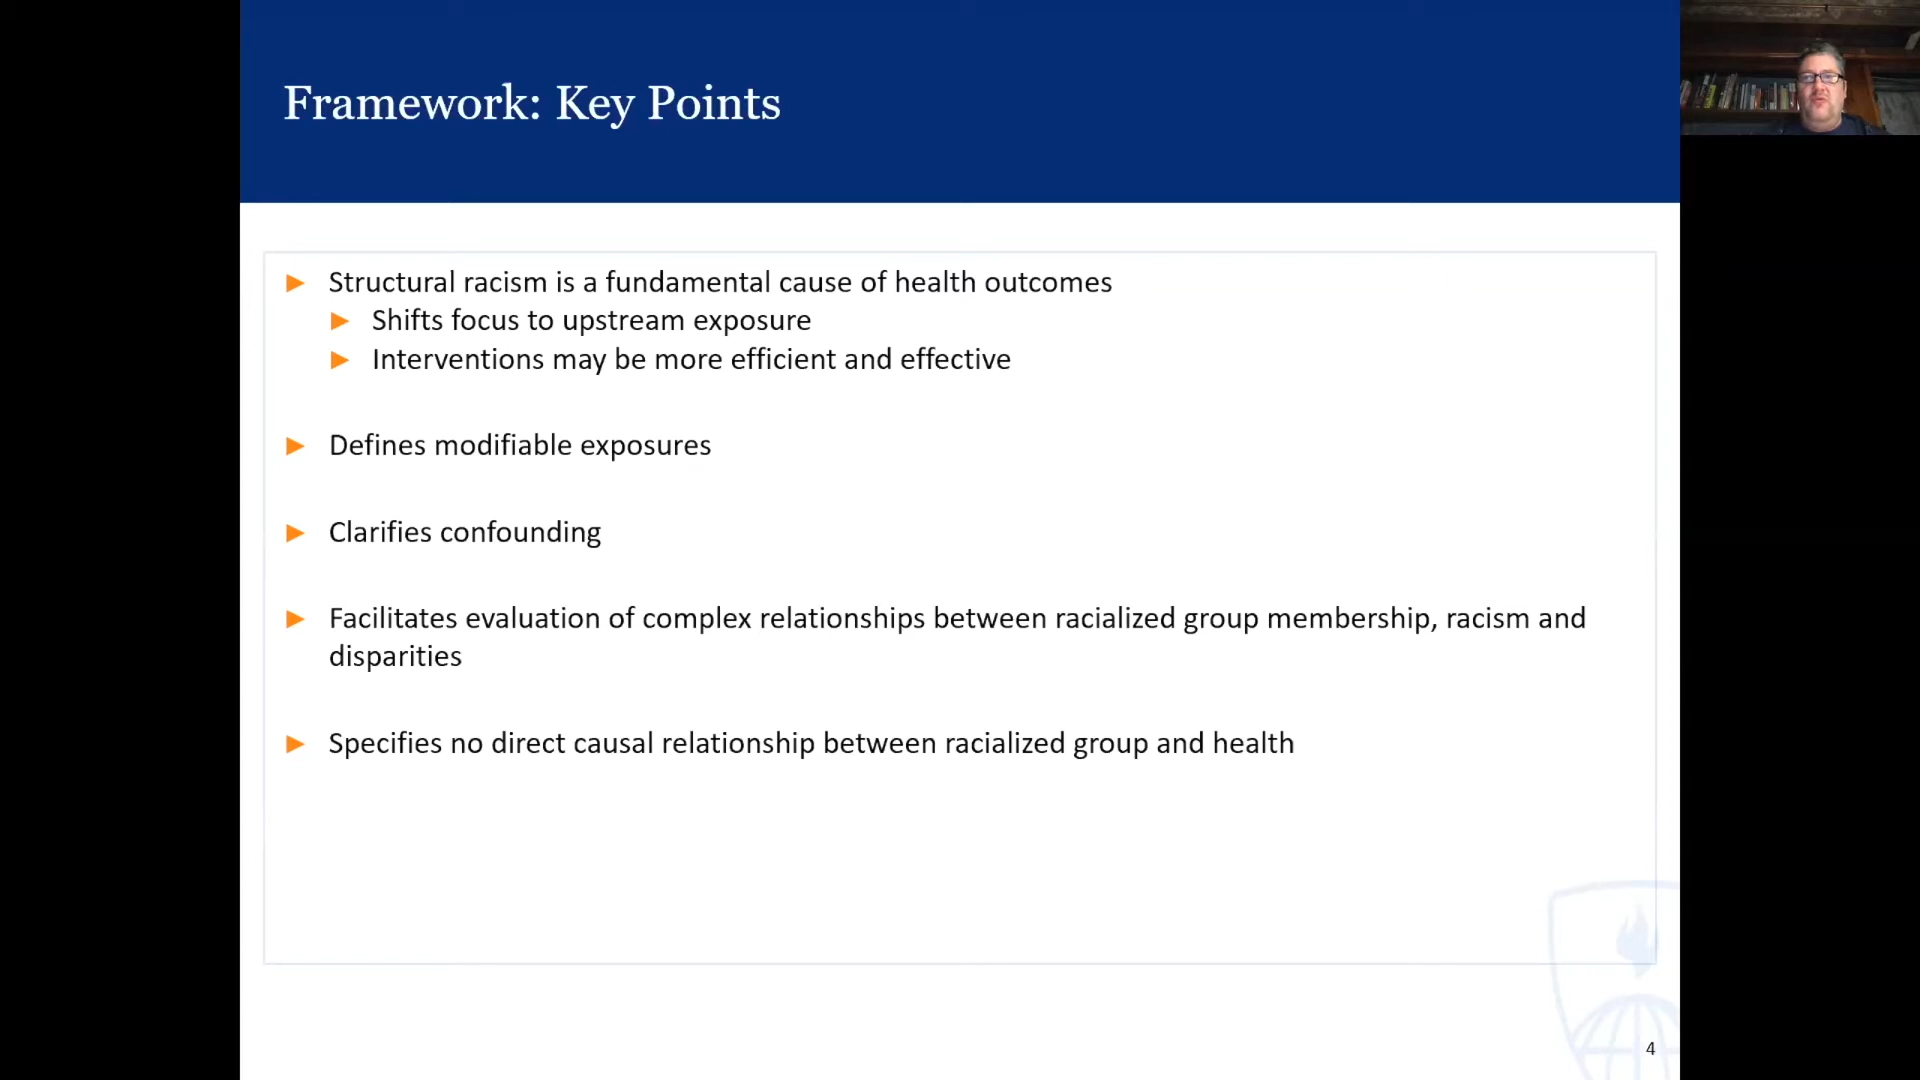 Framework: Key Points
► Structural racism is a fundamental cause of health outcomes
► Shifts focus to upstream exposure
► Interventions may be more efficient and effective
► Defines modifiable exposures
► Clarifies confounding
► Facilitates evaluation of complex relationships between racialized group membership, racism and
disparities
► Specifies no direct causal relationship between racialized group and health
4